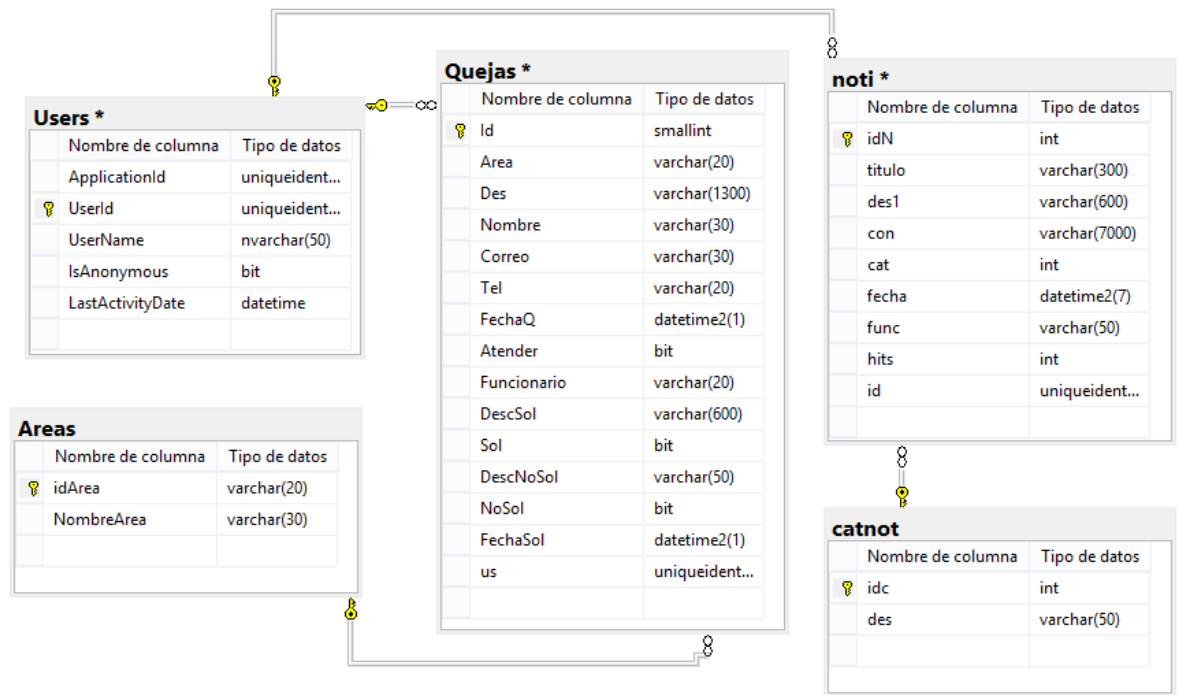 Users *
Nombre de columna Tipo de datos
ApplicationId uniqueident...
UserId uniqueident...
UserName nvarchar(50)
IsAnonymous bit
LastActivityDate datetime
Areas
Nombre de columna Tipo de datos
idArea varchar(20)
NombreArea varchar(30)
Quejas *
Nombre de columna Tipo de datos
Id smallint
Area varchar(20)
Des varchar(1300)
Nombre varchar(30)
Correo varchar(30)
Tel varchar(20)
FechaQ datetime2(1)
Atender bit
Funcionario varchar(20)
DescSol varchar(600)
Sol bit
DescNoSol varchar(50)
NoSol bit
FechaSol datetime2(1)
us uniqueident...
noti *
Nombre de columna Tipo de datos
idN int
titulo varchar(300)
des1 varchar(600)
con varchar(7000)
cat int
fecha datetime2(7)
func varchar(50)
hits int
id uniqueident...
catnot
Nombre de columna Tipo de datos
idc int
des varchar(50)